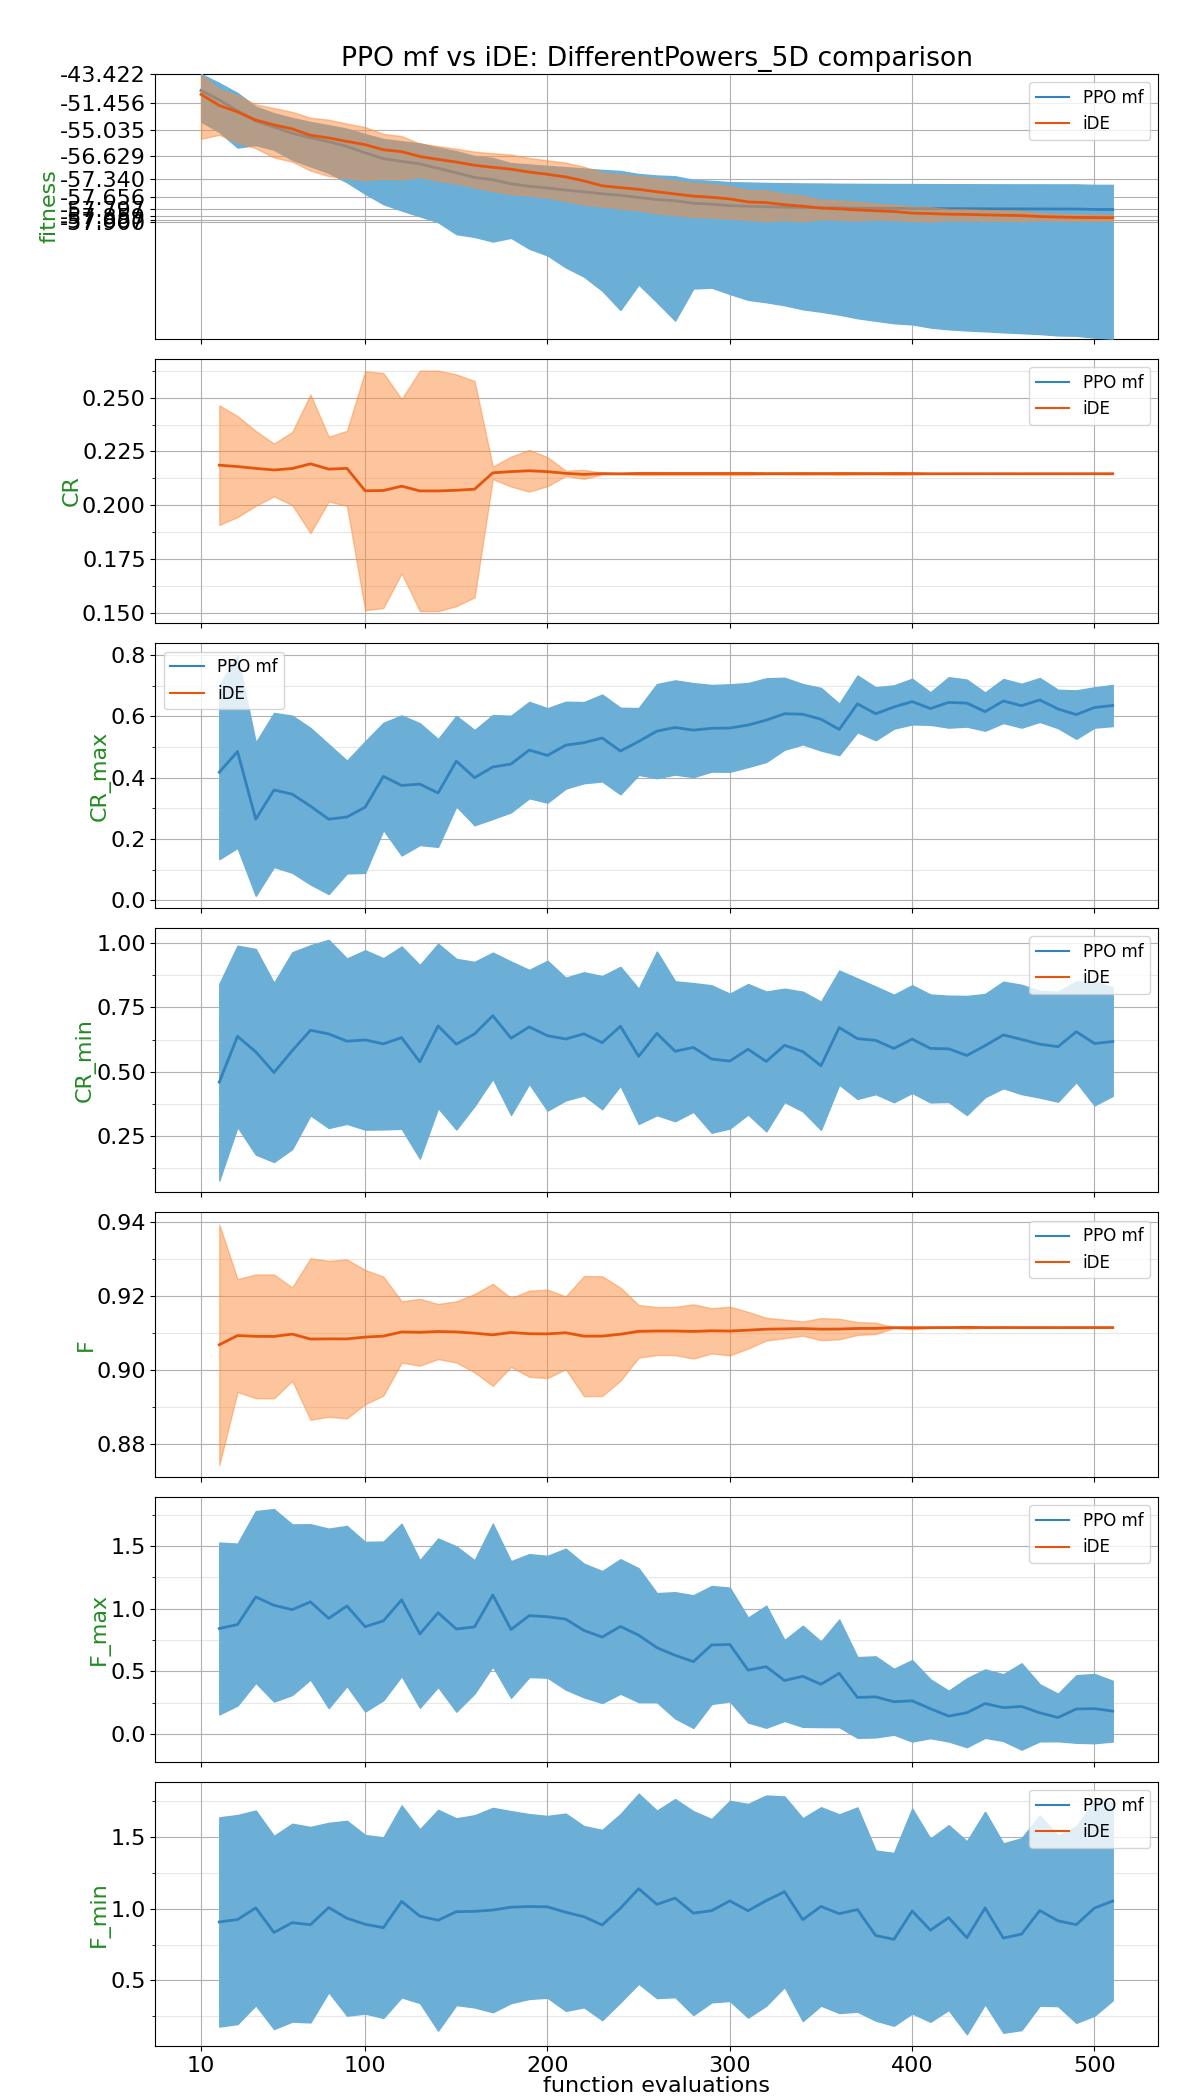 PPO mf vs iDE: DifferentPowers_5D comparison
-43.422
-51.456
-55.035
-56.629
-57.340
-57.656
fitness
PPO mf
iDE
0.250
0.225
0.200
0.175
0.150
CR
PPO mf
iDE
0.8
0.6
0.4
0.2
0.0
CR_max
PPO mf
iDE
1.00
0.75
0.50
0.25
CR_min
PPO mf
iDE
0.94
0.92
0.90
0.88
F
PPO mf
iDE
1.5
1.0
0.5
0.0
F_max
PPO mf
iDE
1.5
1.0
0.5
F_min
PPO mf
iDE
10 100 200 300 400 500
function evaluations